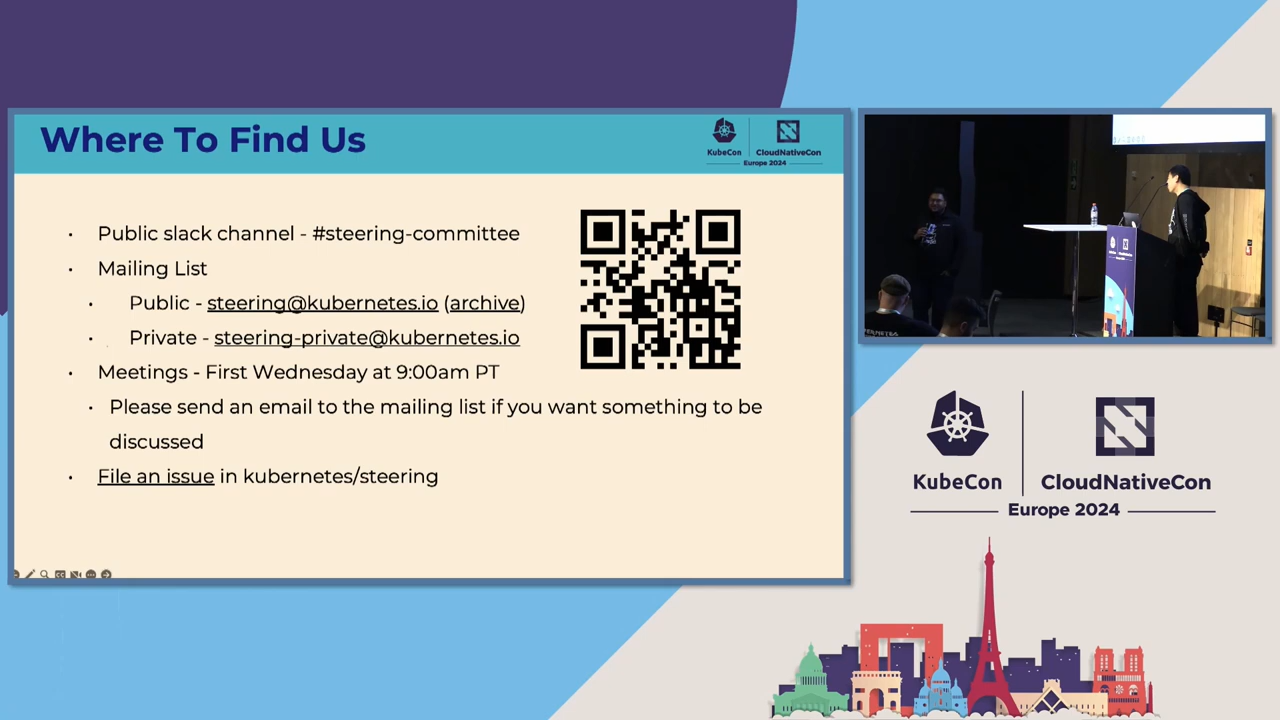 Where To Find Us
KubeCon
CloudNativeCon
Europe 2024
• Public slack channel - #steering-committee
• Mailing List
• Public - steering@kubernetes.io (archive)
• Private - steering-private@kubernetes.io
• Meetings - First Wednesday at 9:00am PT
• Please send an email to the mailing list if you want something to be
discussed
• File an issue in kubernetes/steering
KubeCon
CloudNativeCon
Europe 2024